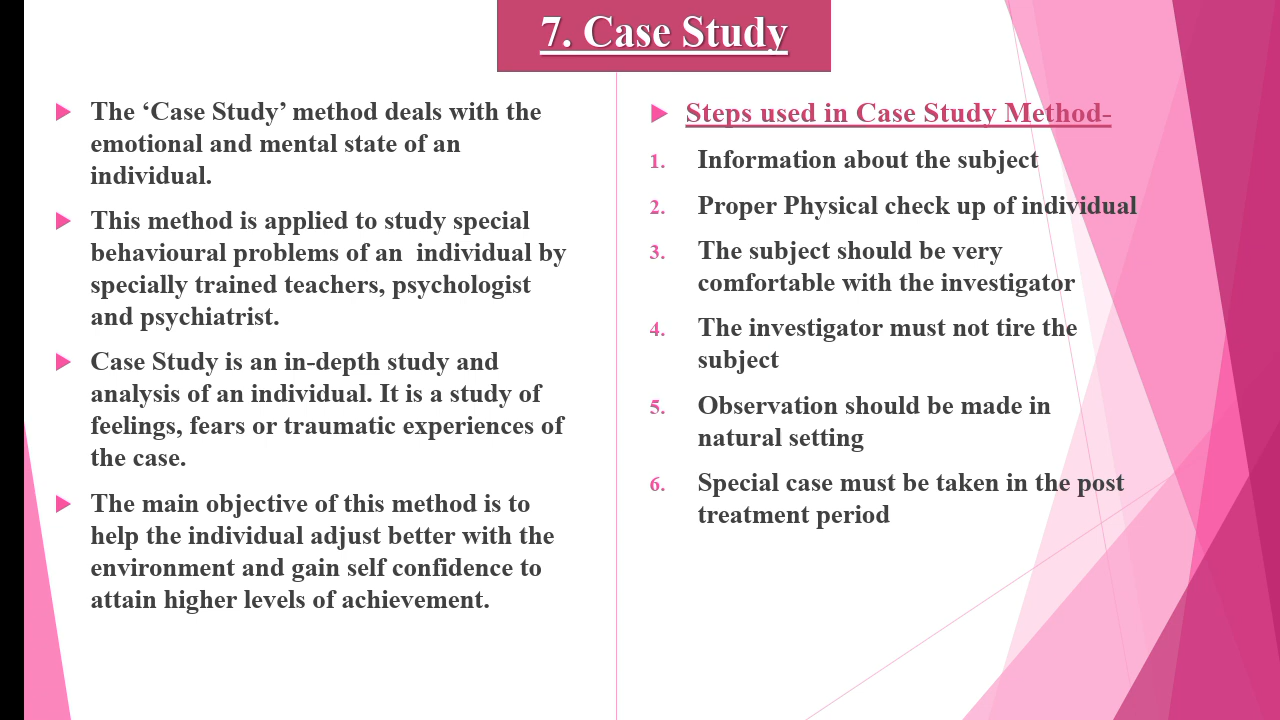 7. Case Study
The ‘Case Study’ method deals with the
emotional and mental state of an
individual.
This method is applied to study special
behavioural problems of an  individual by
specially trained teachers, psychologist
and psychiatrist.
Case Study is an in-depth study and
analysis of an individual. It is a study of
feelings, fears or traumatic experiences of
the case.
The main objective of this method is to
help the individual adjust better with the
environment and gain self confidence to
attain higher levels of achievement.
Steps used in Case Study Method-
1. Information about the subject
2. Proper Physical check up of individual
3. The subject should be very
comfortable with the investigator
4. The investigator must not tire the
subject
5. Observation should be made in
natural setting
6. Special case must be taken in the post
treatment period